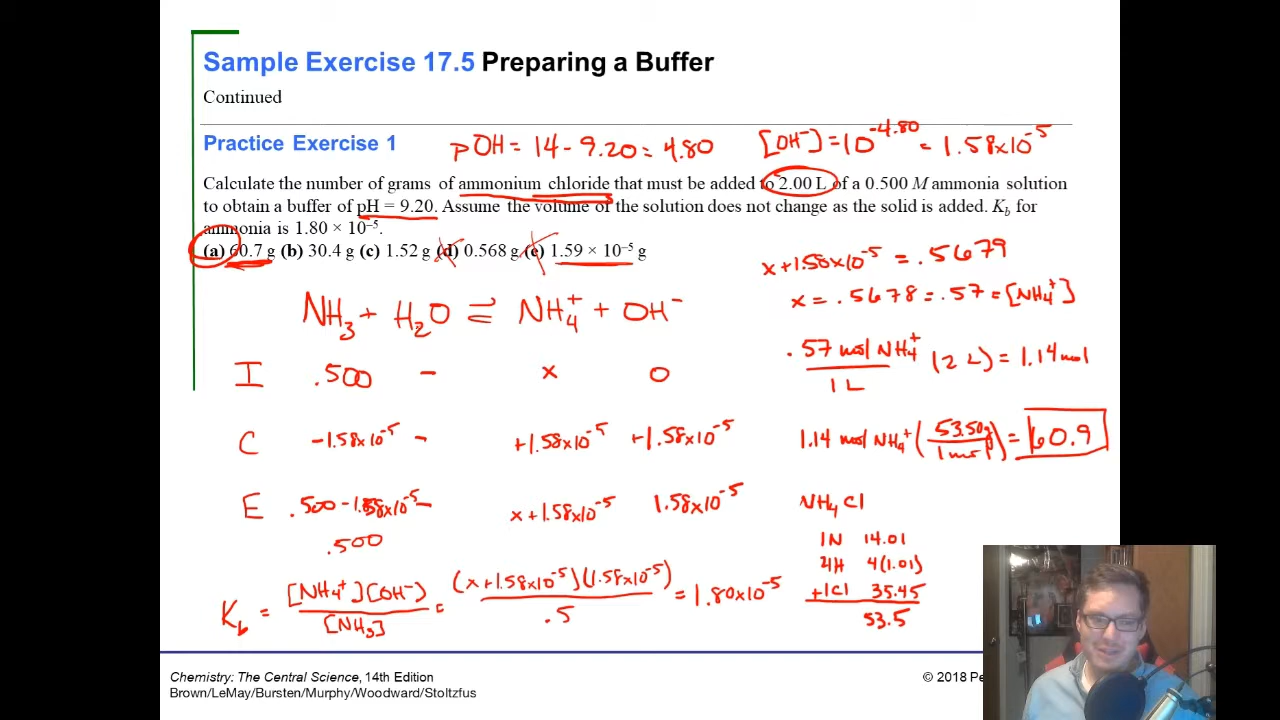 Sample Exercise 17.5 Preparing a Buffer
Continued
Practice Exercise 1
pOH = 14 - 9.20 = 4.80
[OH⁻] = 10^-4.80 = 1.58x10^-5
Calculate the number of grams of ammonium chloride that must be added to 2.00 L of a 0.500 M ammonia solution
to obtain a buffer of pH = 9.20. Assume the volume of the solution does not change as the solid is added. Kb for
ammonia is 1.80 × 10⁻⁵.
(a) 60.7 g (b) 30.4 g (c) 1.52 g (d) 0.568 g (e) 1.59 × 10⁻⁵ g
NH₃ + H₂O ⇌ NH₄⁺ + OH⁻
I .500 - x 0
C -1.58x10^-5 - +1.58x10^-5 +1.58x10^-5
E .500 - 1.58x10^-5 - x+1.58x10^-5 1.58x10^-5
.500
Kb = [NH₄⁺][OH⁻] / [NH₃] = (x+1.58x10^-5)(1.58x10^-5) / .5 = 1.80x10^-5
x+1.58x10^-5 = .5679
x = .5678 = .57 = [NH₄⁺]
.57 mol NH₄⁺ / 1L (2 L) = 1.14 mol
1.14 mol NH₄⁺ (53.50g / 1 mol) = 60.9
NH₄Cl
1N 14.01
4H 4(1.01)
+1Cl 35.45
53.5
Chemistry: The Central Science, 14th Edition
Brown/LeMay/Bursten/Murphy/Woodward/Stoltzfus
© 2018 Pe